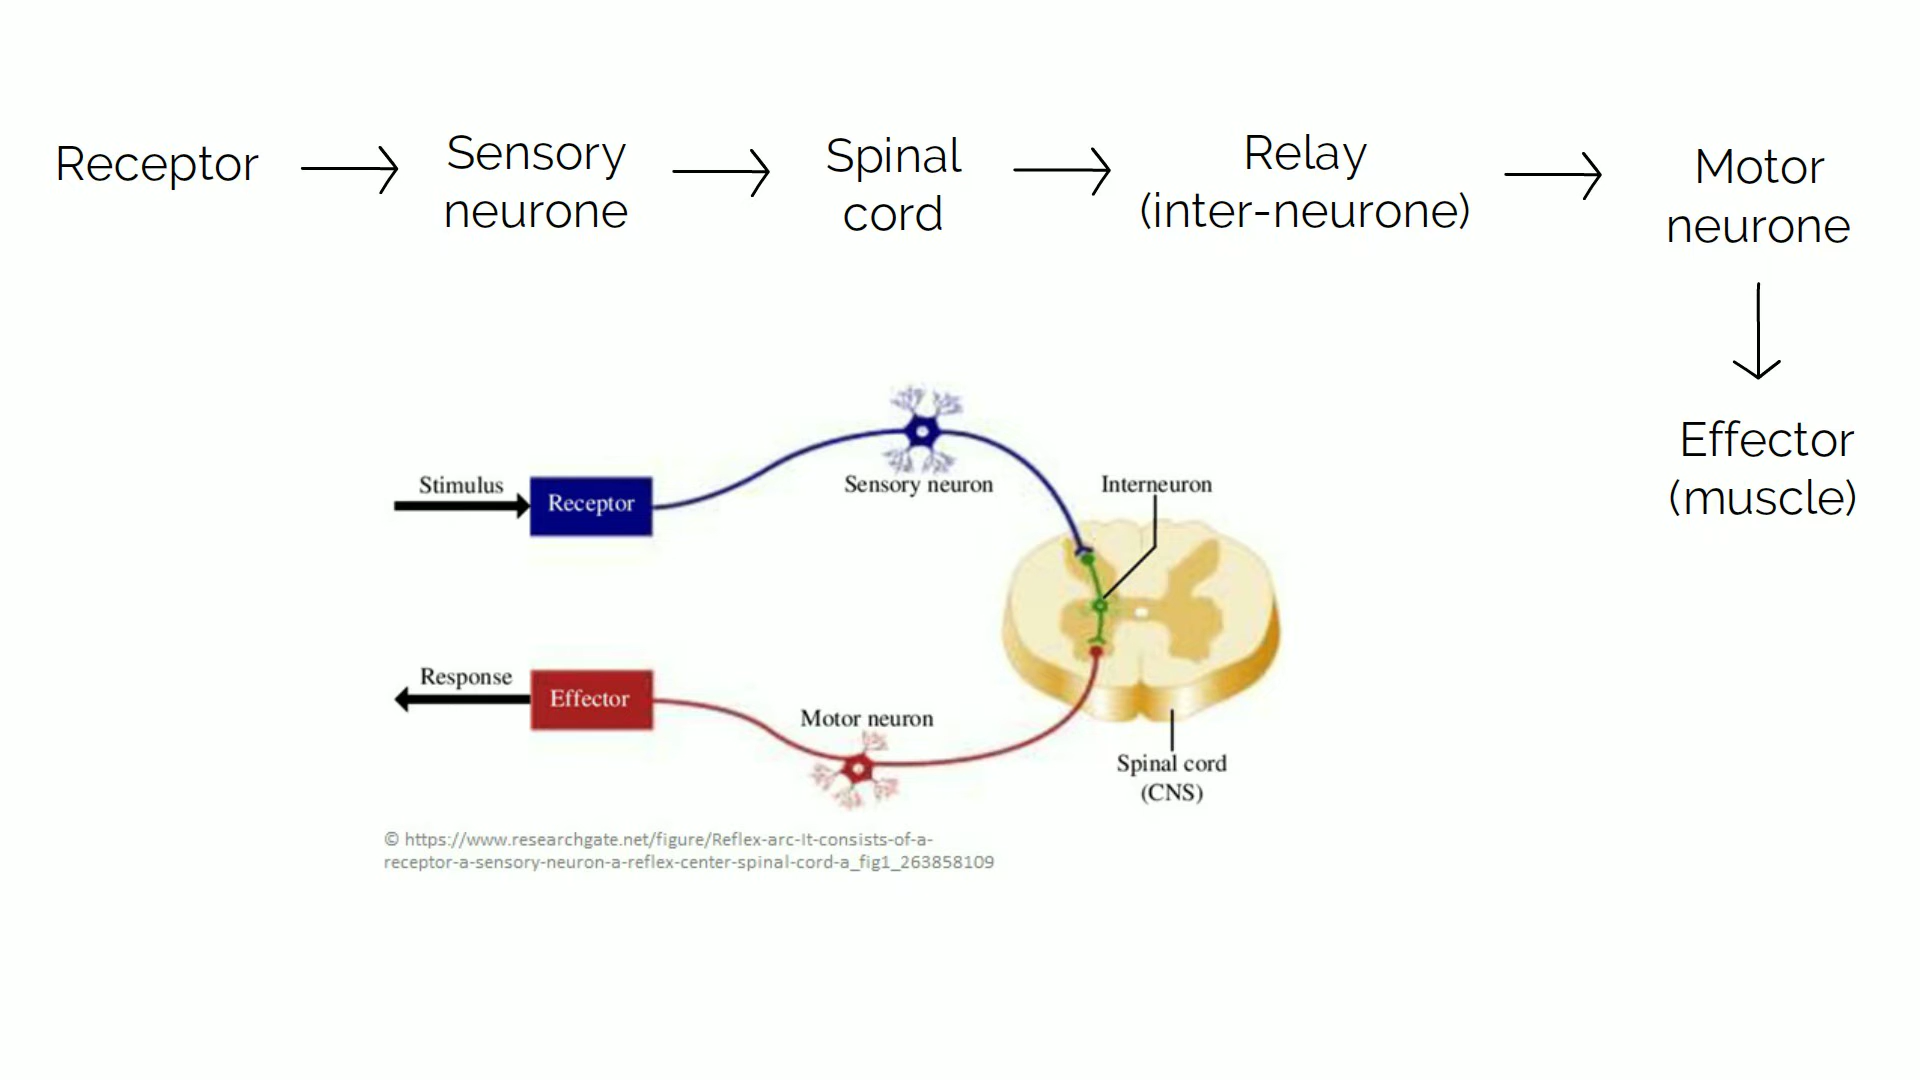 Receptor
Sensory
neurone
Spinal
cord
Relay
(inter-neurone)
Motor
neurone
Effector
(muscle)
Stimulus
Receptor
Sensory neuron
Interneuron
Response
Effector
Motor neuron
Spinal cord
(CNS)
© https://www.researchgate.net/figure/Reflex-arc-It-consists-of-a-
receptor-a-sensory-neuron-a-reflex-center-spinal-cord-a_fig1_263858109